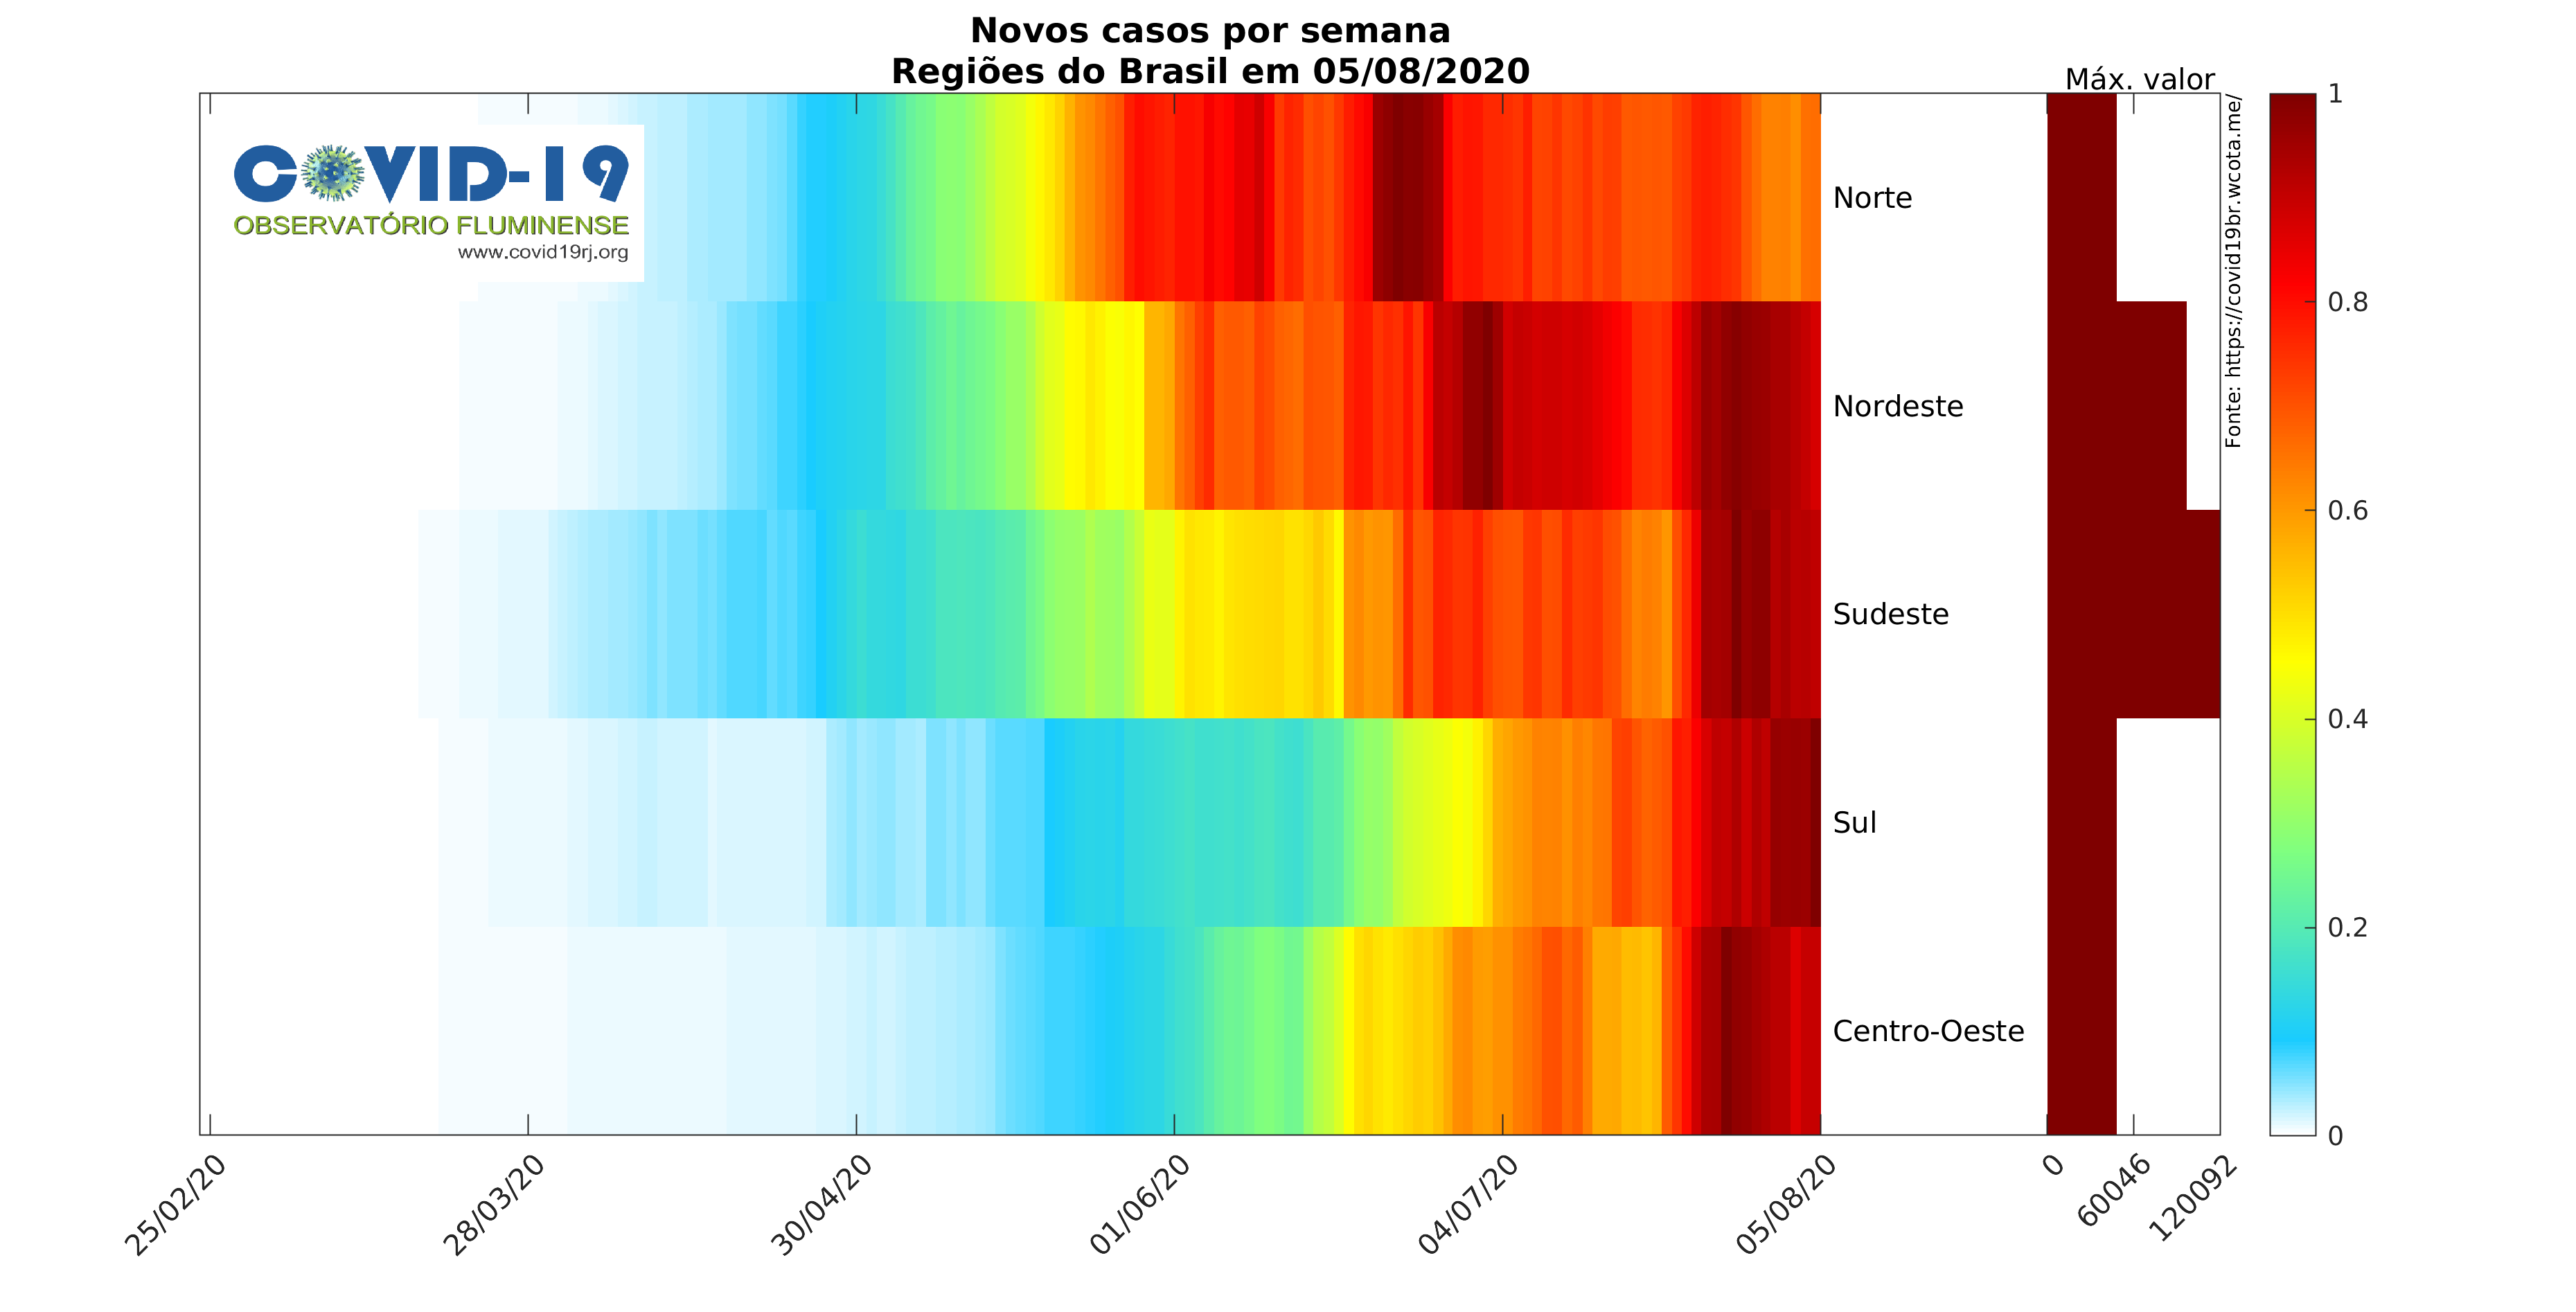 Novos casos por semana
Regiões do Brasil em 05/08/2020
Máx. valor
COVID-19
OBSERVATÓRIO FLUMINENSE
www.covid19rj.org
Norte
Nordeste
Sudeste
Sul
Centro-Oeste
Fonte: https://covid19br.wcota.me/
1
0.8
0.6
0.4
0.2
0
25/02/20
28/03/20
30/04/20
01/06/20
04/07/20
05/08/20
0
60046
120092